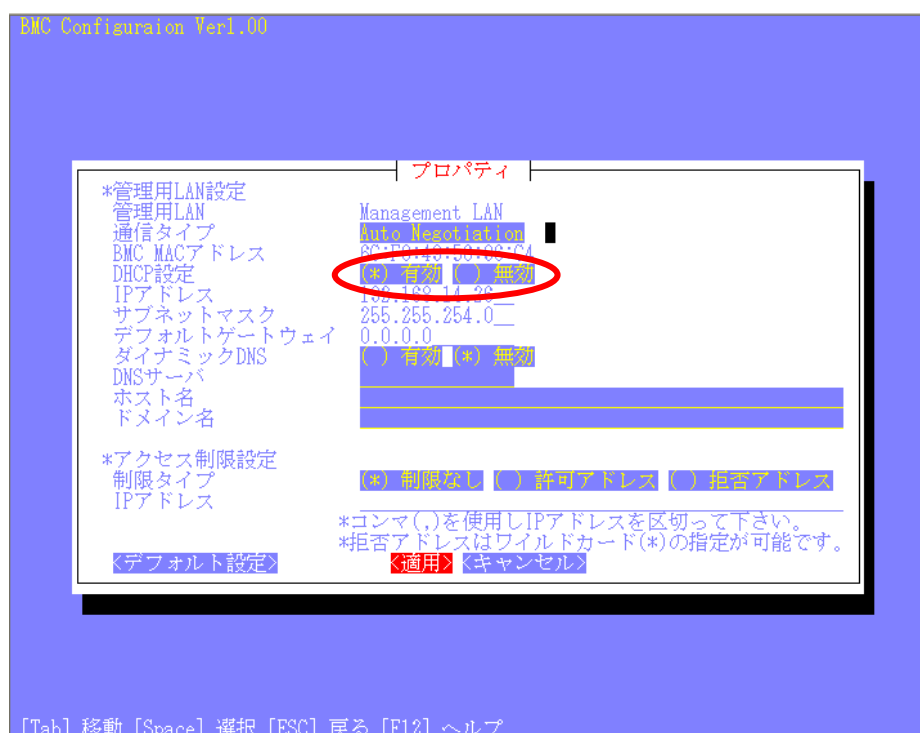 BMC Configuraion Ver1.00
プロパティ
*管理用LAN設定
管理用LAN Management LAN
通信タイプ Auto Negotiation
BMC MACアドレス
DHCP設定 (*) 有効 ( ) 無効
IPアドレス 192.168.14.26__
サブネットマスク 255.255.254.0__
デフォルトゲートウェイ 0.0.0.0
ダイナミックDNS ( ) 有効 (*) 無効
DNSサーバ
ホスト名
ドメイン名
*アクセス制限設定
制限タイプ (*) 制限なし ( ) 許可アドレス ( ) 拒否アドレス
IPアドレス
*コンマ(,)を使用しIPアドレスを区切って下さい。
*拒否アドレスはワイルドカード(*)の指定が可能です。
<デフォルト設定> <適用> <キャンセル>
[Tab] 移動 [Space] 選択 [ESC] 戻る [F12] ヘルプ